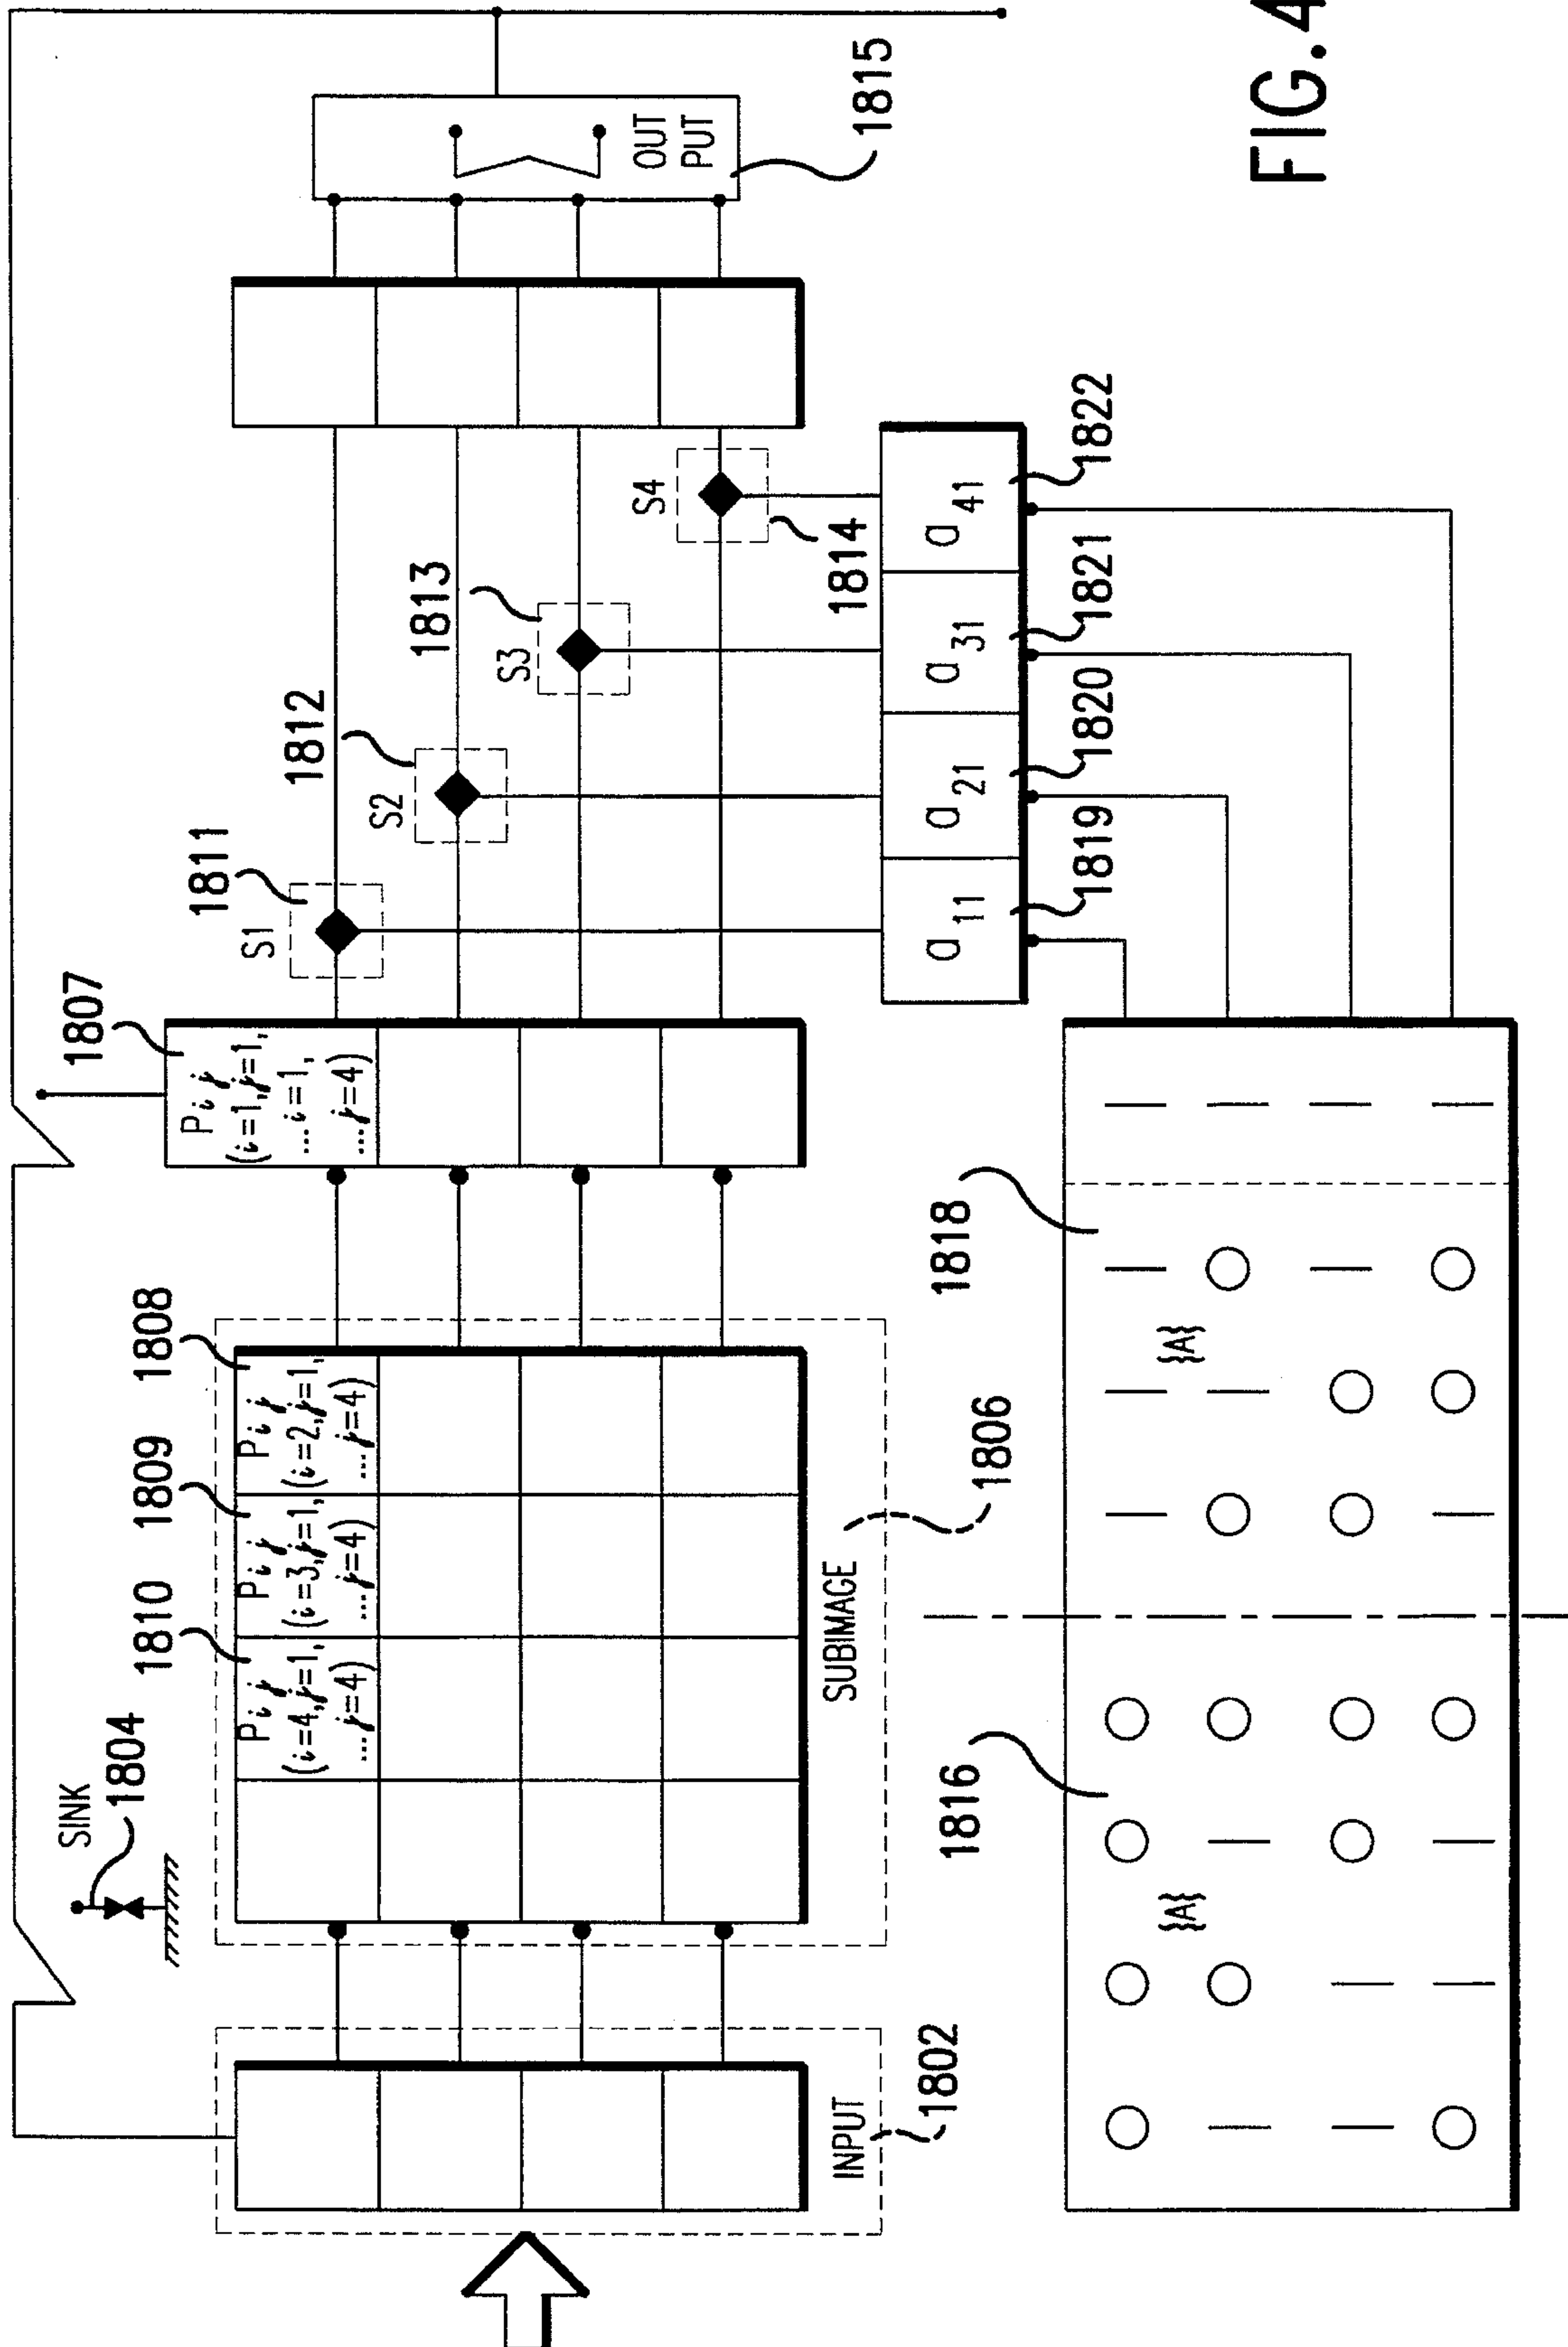 SINK
1804
1810
1809
1808
1807
P i j
(i=4,j=1,
...j=4)
P i j
(i=3,j=1,
...j=4)
P i j
(i=2,j=1,
...j=4)
P i j
(i=1,j=1,
...i=1,
...j=4)
S1
1811
S2
1812
S3
1813
S4
1814
OUT
PUT
1815
INPUT
1802
SUBIMAGE
1806
a 11
a 21
a 31
a 41
1819
1820
1821
1822
1816
1818
{A}
{A}
FIG.4